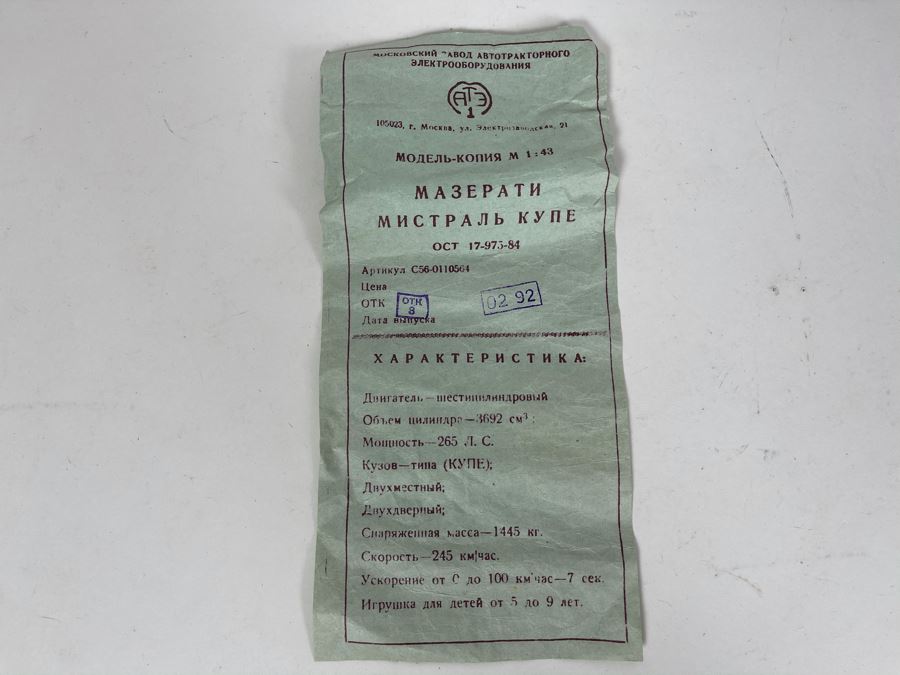 МОСКОВСКИЙ ЗАВОД АВТОТРАКТОРНОГО
ЭЛЕКТРООБОРУДОВАНИЯ
АТЭ
1
105023, г. Москва, ул. Электрозаводская, 21
МОДЕЛЬ-КОПИЯ М 1:43
МАЗЕРАТИ
МИСТРАЛЬ КУПЕ
ОСТ 17-975-84
Артикул С56-0110564
Цена
ОТК ОТК 8 02 92
Дата выпуска
ХАРАКТЕРИСТИКА:
Двигатель—шестицилиндровый
Объем цилиндра—3692 см³;
Мощность—265 Л. С.
Кузов—типа (КУПЕ);
Двухместный;
Двухдверный;
Снаряженная масса—1445 кг.
Скорость—245 км/час.
Ускорение от 0 до 100 км/час—7 сек.
Игрушка для детей от 5 до 9 лет.